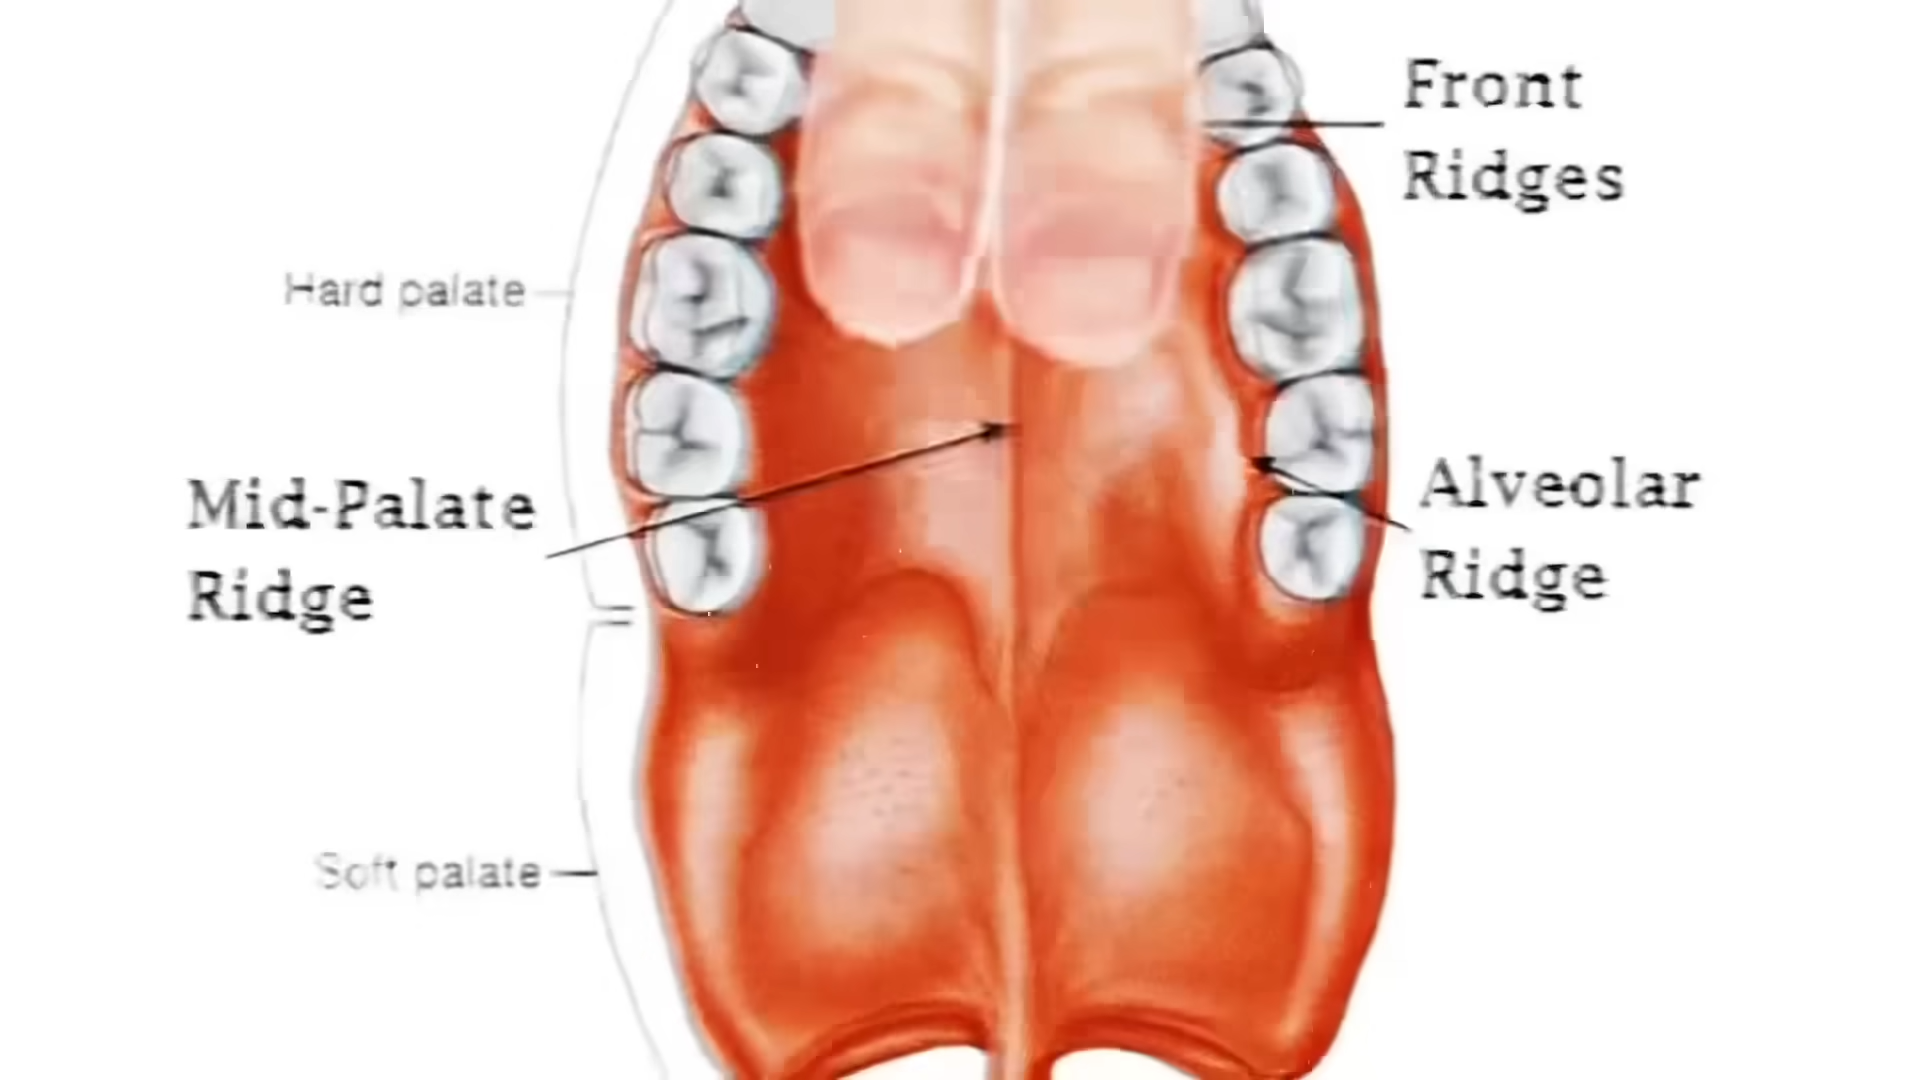 Front
Ridges
Hard palate
Mid-Palate
Ridge
Alveolar
Ridge
Soft palate